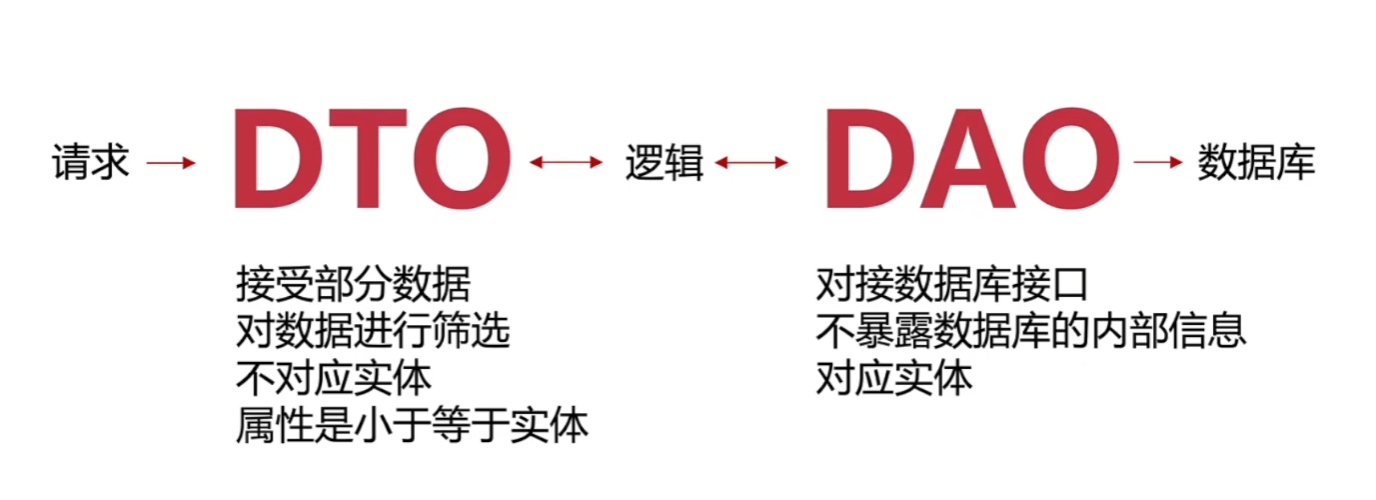 请求 DTO 逻辑 DAO 数据库
接受部分数据
对数据进行筛选
不对应实体
属性是小于等于实体
对接数据库接口
不暴露数据库的内部信息
对应实体